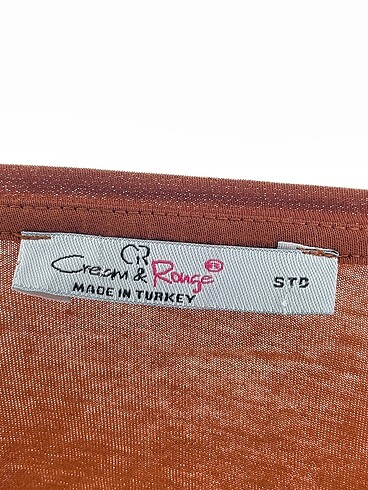 CR
Cream & Rouge®
MADE IN TURKEY
STD